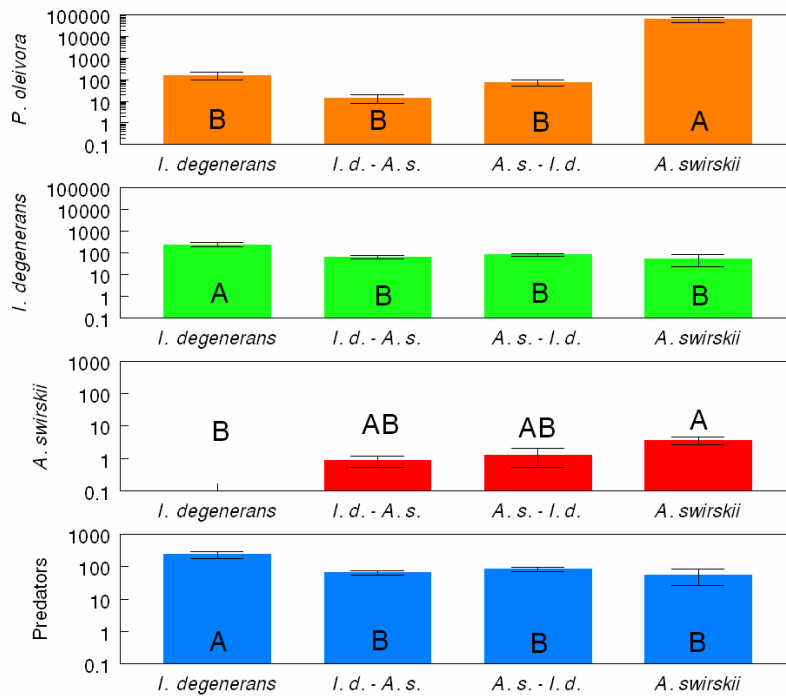 P. oleivora
100000
10000
1000
100
10
1
0.1
B
B
B
A
I. degenerans
I. d. - A. s.
A. s. - I. d.
A. swirskii
I. degenerans
100000
10000
1000
100
10
1
0.1
A
B
B
B
I. degenerans
I. d. - A. s.
A. s. - I. d.
A. swirskii
A. swirskii
1000
100
10
1
0.1
B
AB
AB
A
I. degenerans
I. d. - A. s.
A. s. - I. d.
A. swirskii
Predators
1000
100
10
1
0.1
A
B
B
B
I. degenerans
I. d. - A. s.
A. s. - I. d.
A. swirskii